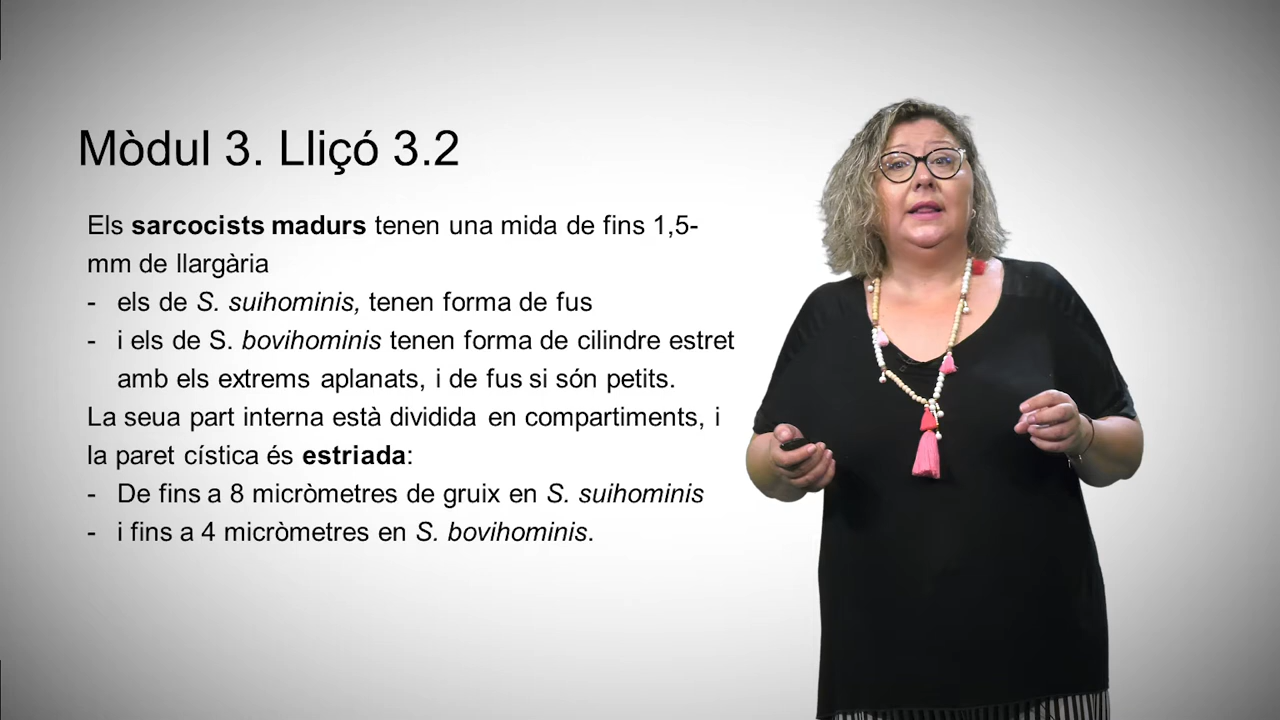 Mòdul 3. Lliçó 3.2
Els sarcocists madurs tenen una mida de fins 1,5-
mm de llargària
- els de S. suihominis, tenen forma de fus
- i els de S. bovihominis tenen forma de cilindre estret
amb els extrems aplanats, i de fus si són petits.
La seua part interna està dividida en compartiments, i
la paret cística és estriada:
- De fins a 8 micròmetres de gruix en S. suihominis
- i fins a 4 micròmetres en S. bovihominis.